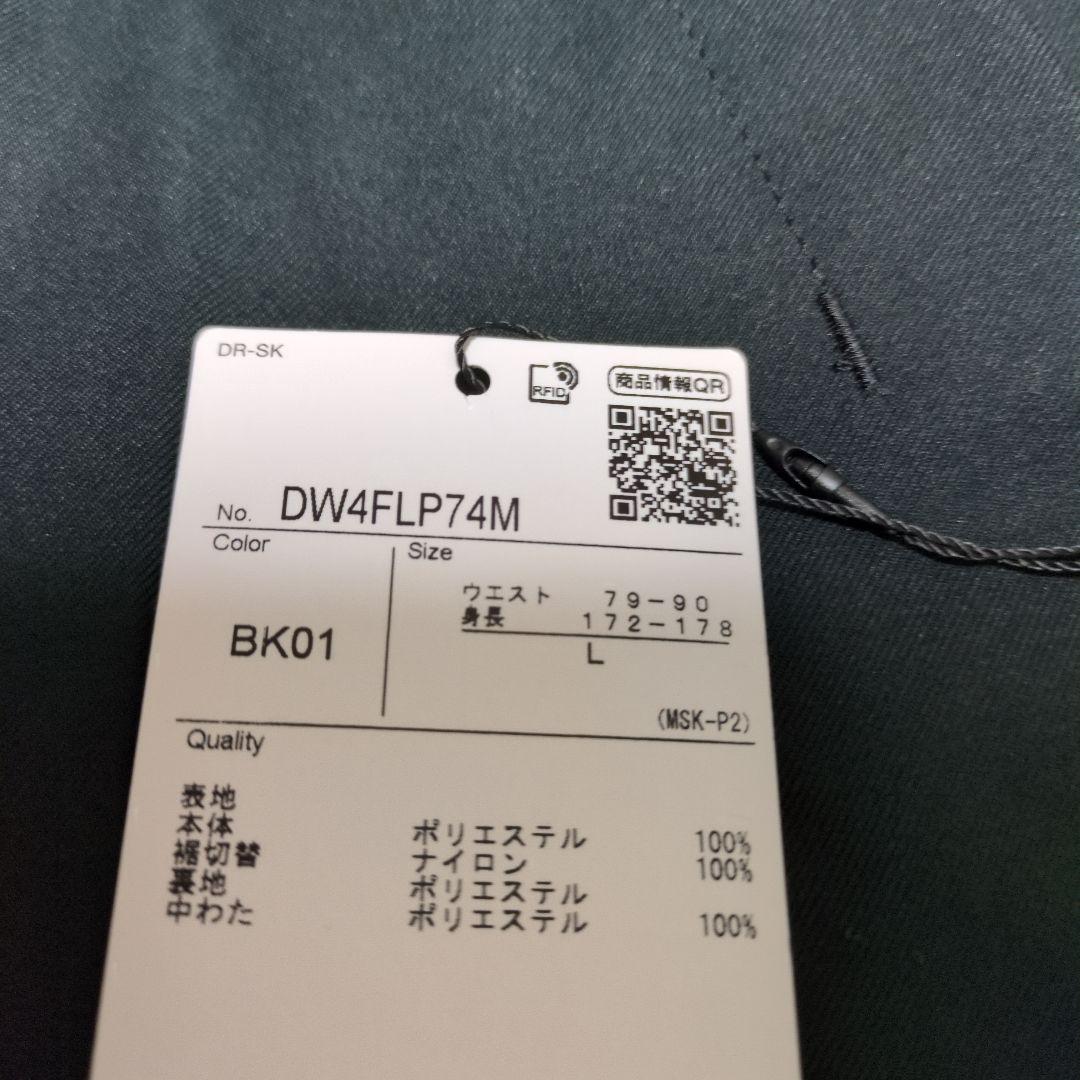 DR-SK
RFID
商品情報QR
No. DW4FLP74M
Color
Size
ウエスト 79-90
身長 172-178
BK01
L
(MSK-P2)
Quality
表地
本体 ポリエステル 100%
裾切替 ナイロン 100%
裏地 ポリエステル
中わた ポリエステル 100%